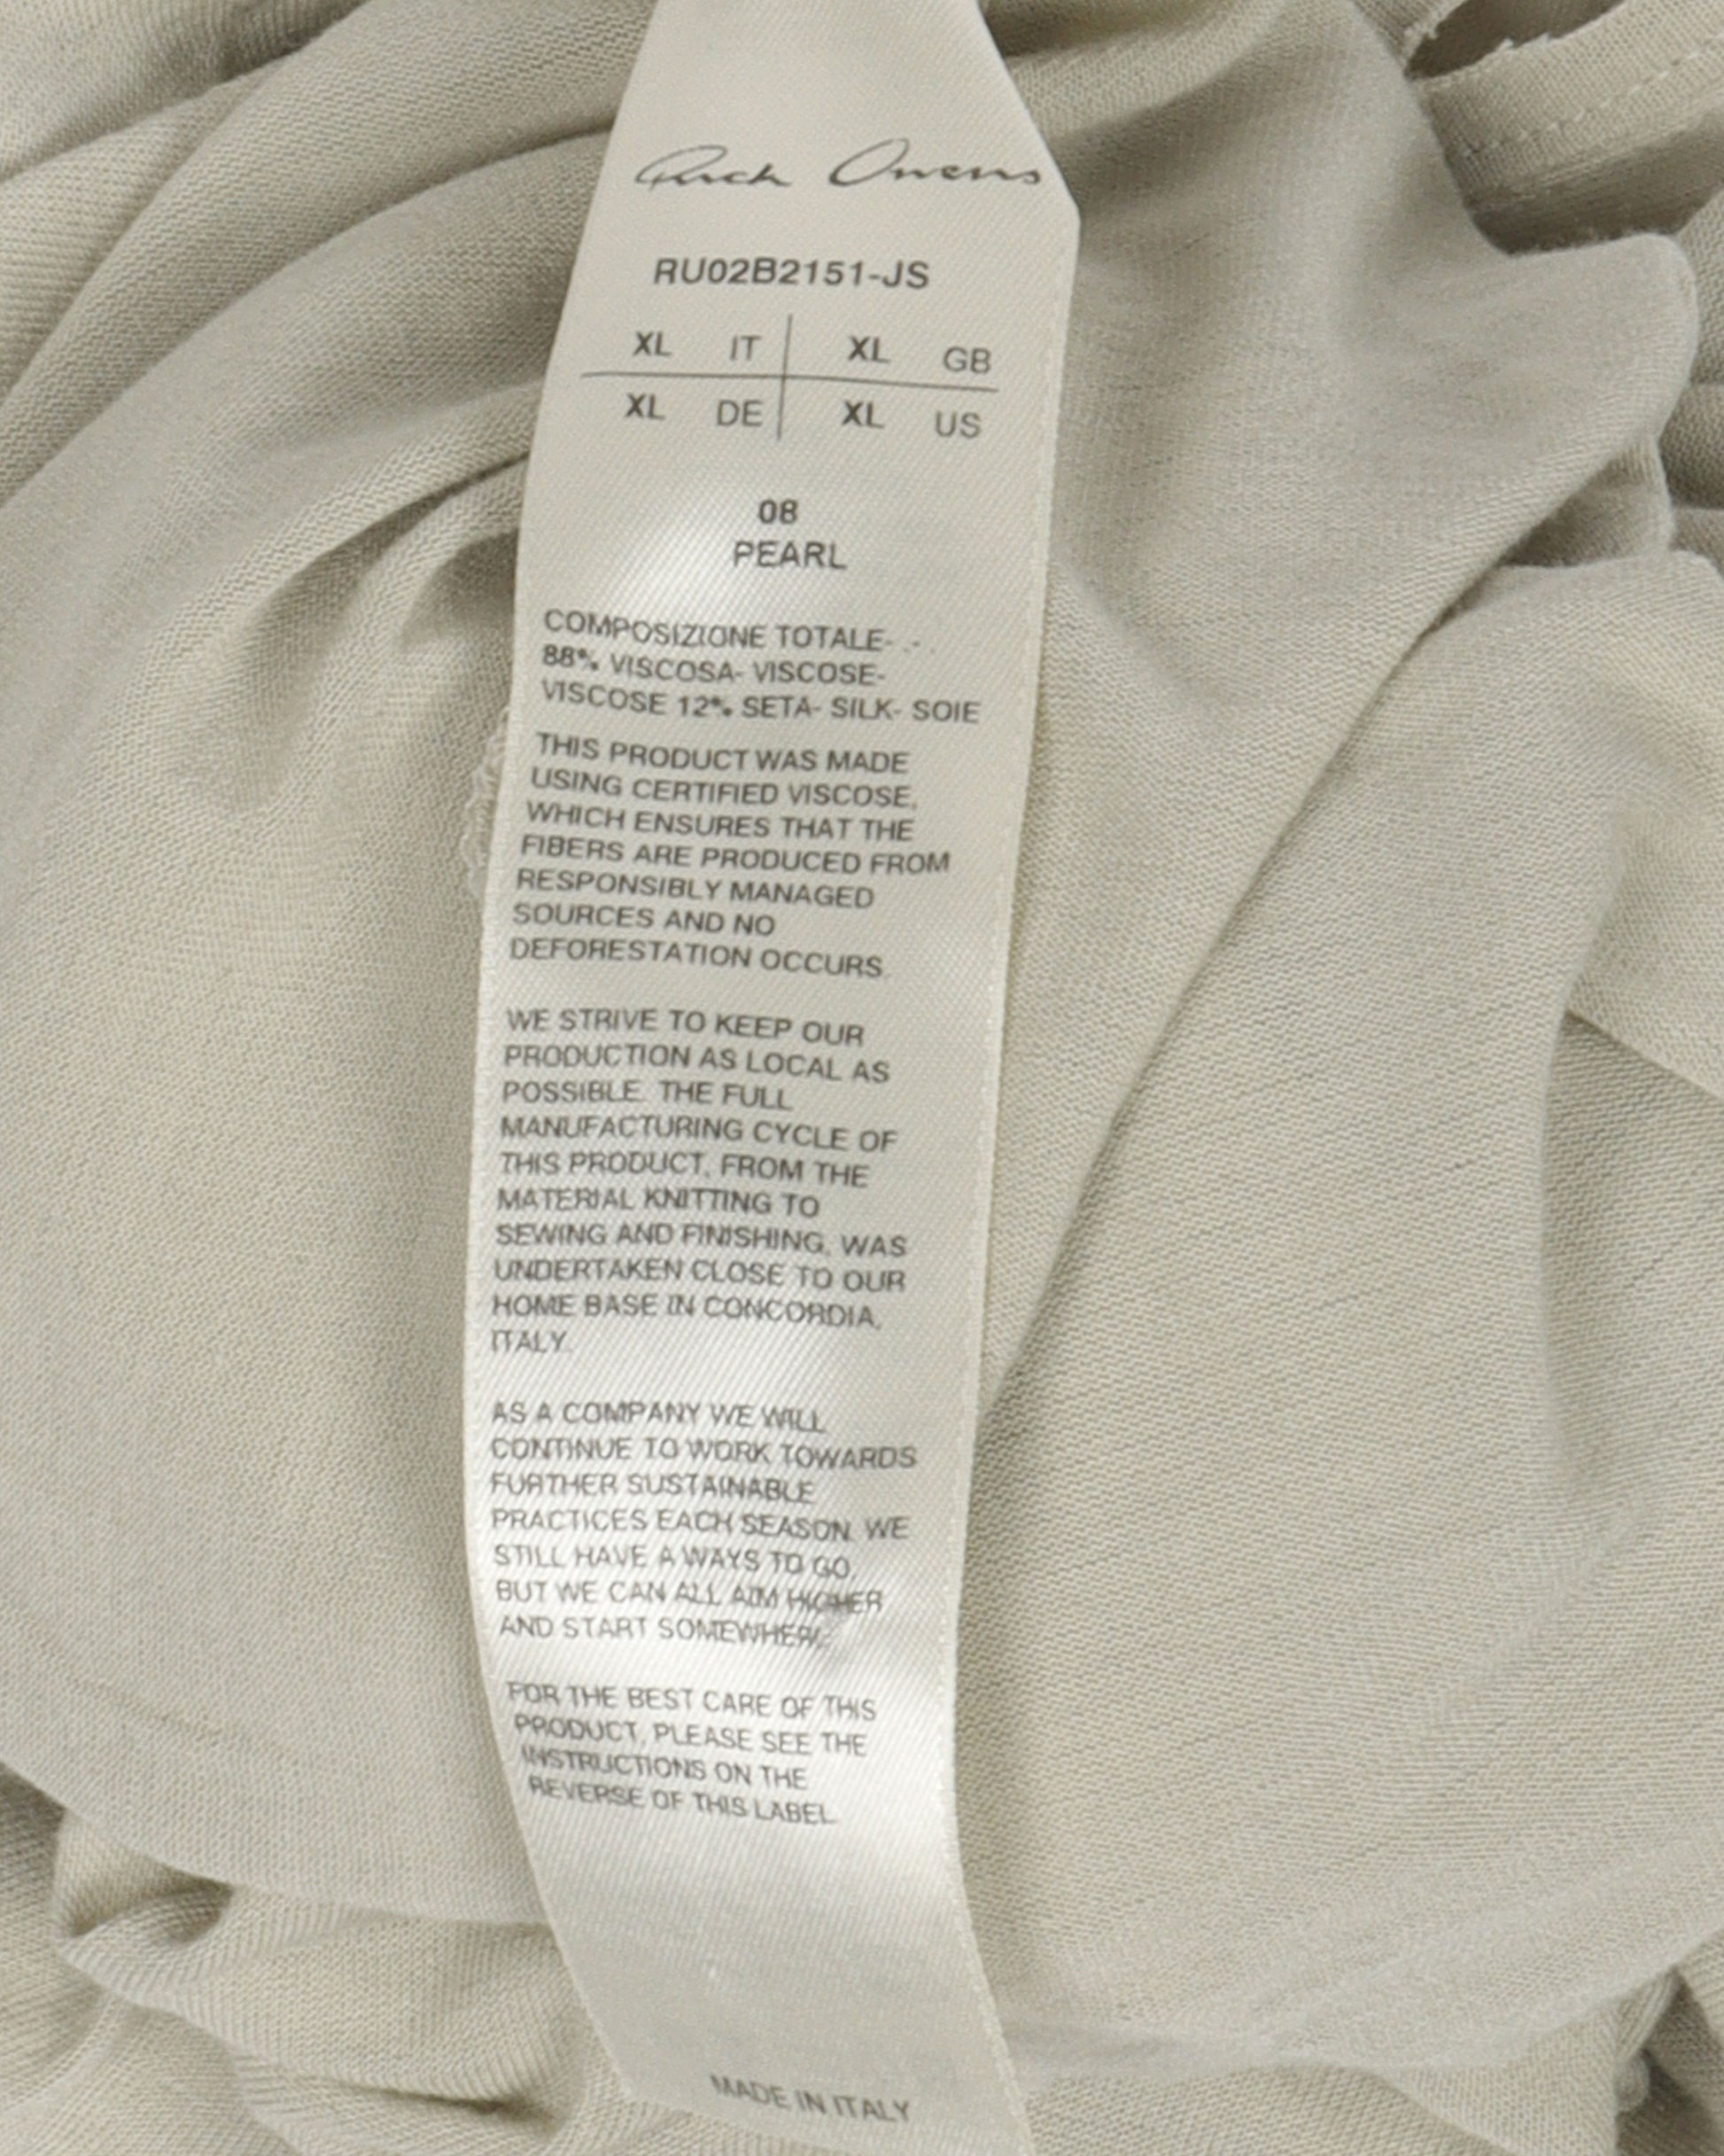 Rick Owens
RU02B2151-JS
XL IT XL GB
XL DE XL US
08
PEARL
COMPOSIZIONE TOTALE- - -
88% VISCOSA- VISCOSE-
VISCOSE 12% SETA- SILK- SOIE
THIS PRODUCT WAS MADE
USING CERTIFIED VISCOSE,
WHICH ENSURES THAT THE
FIBERS ARE PRODUCED FROM
RESPONSIBLY MANAGED
SOURCES AND NO
DEFORESTATION OCCURS.
WE STRIVE TO KEEP OUR
PRODUCTION AS LOCAL AS
POSSIBLE. THE FULL
MANUFACTURING CYCLE OF
THIS PRODUCT, FROM THE
MATERIAL KNITTING TO
SEWING AND FINISHING, WAS
UNDERTAKEN CLOSE TO OUR
HOME BASE IN CONCORDIA,
ITALY.
AS A COMPANY WE WILL
CONTINUE TO WORK TOWARDS
FURTHER SUSTAINABLE
PRACTICES EACH SEASON. WE
STILL HAVE A WAYS TO GO,
BUT WE CAN ALL AIM HIGHER
AND START SOMEWHERE.
FOR THE BEST CARE OF THIS
PRODUCT, PLEASE SEE THE
INSTRUCTIONS ON THE
REVERSE OF THIS LABEL.
MADE IN ITALY